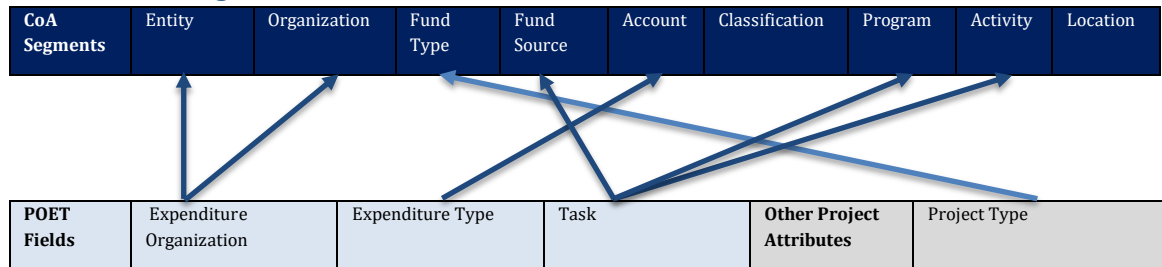 CoA Segments Entity Organization Fund Type Fund Source Account Classification Program Activity Location
POET Fields Expenditure Organization Expenditure Type Task Other Project Attributes Project Type